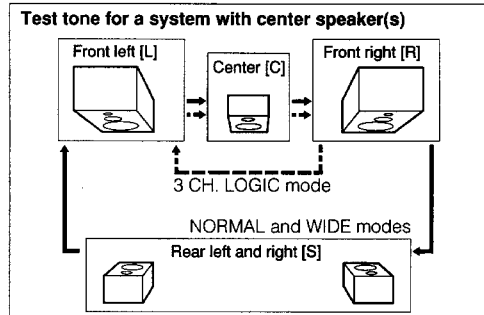 Test tone for a system with center speaker(s)
Front left [L]
Center [C]
Front right [R]
3 CH. LOGIC mode
NORMAL and WIDE modes
Rear left and right [S]